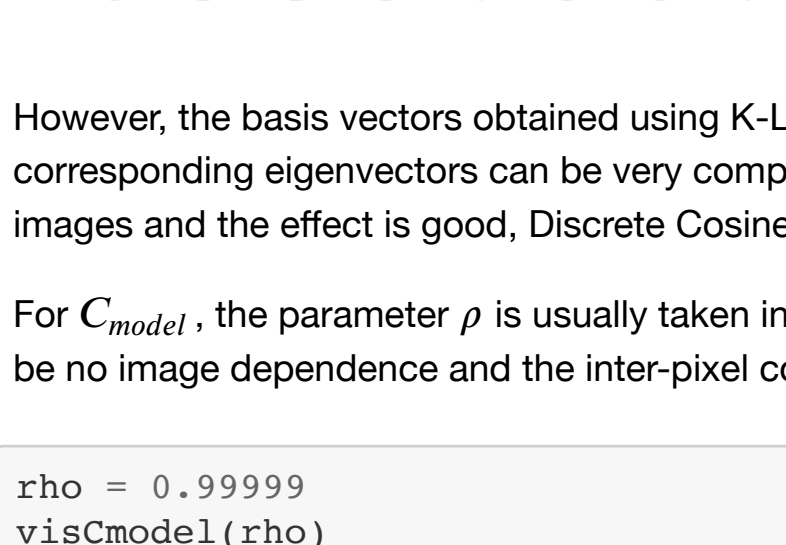 However, the basis vectors obtained using K-L
corresponding eigenvectors can be very comp
images and the effect is good, Discrete Cosine
For C_model , the parameter ρ is usually taken in
be no image dependence and the inter-pixel co
rho = 0.99999
visCmodel(rho)